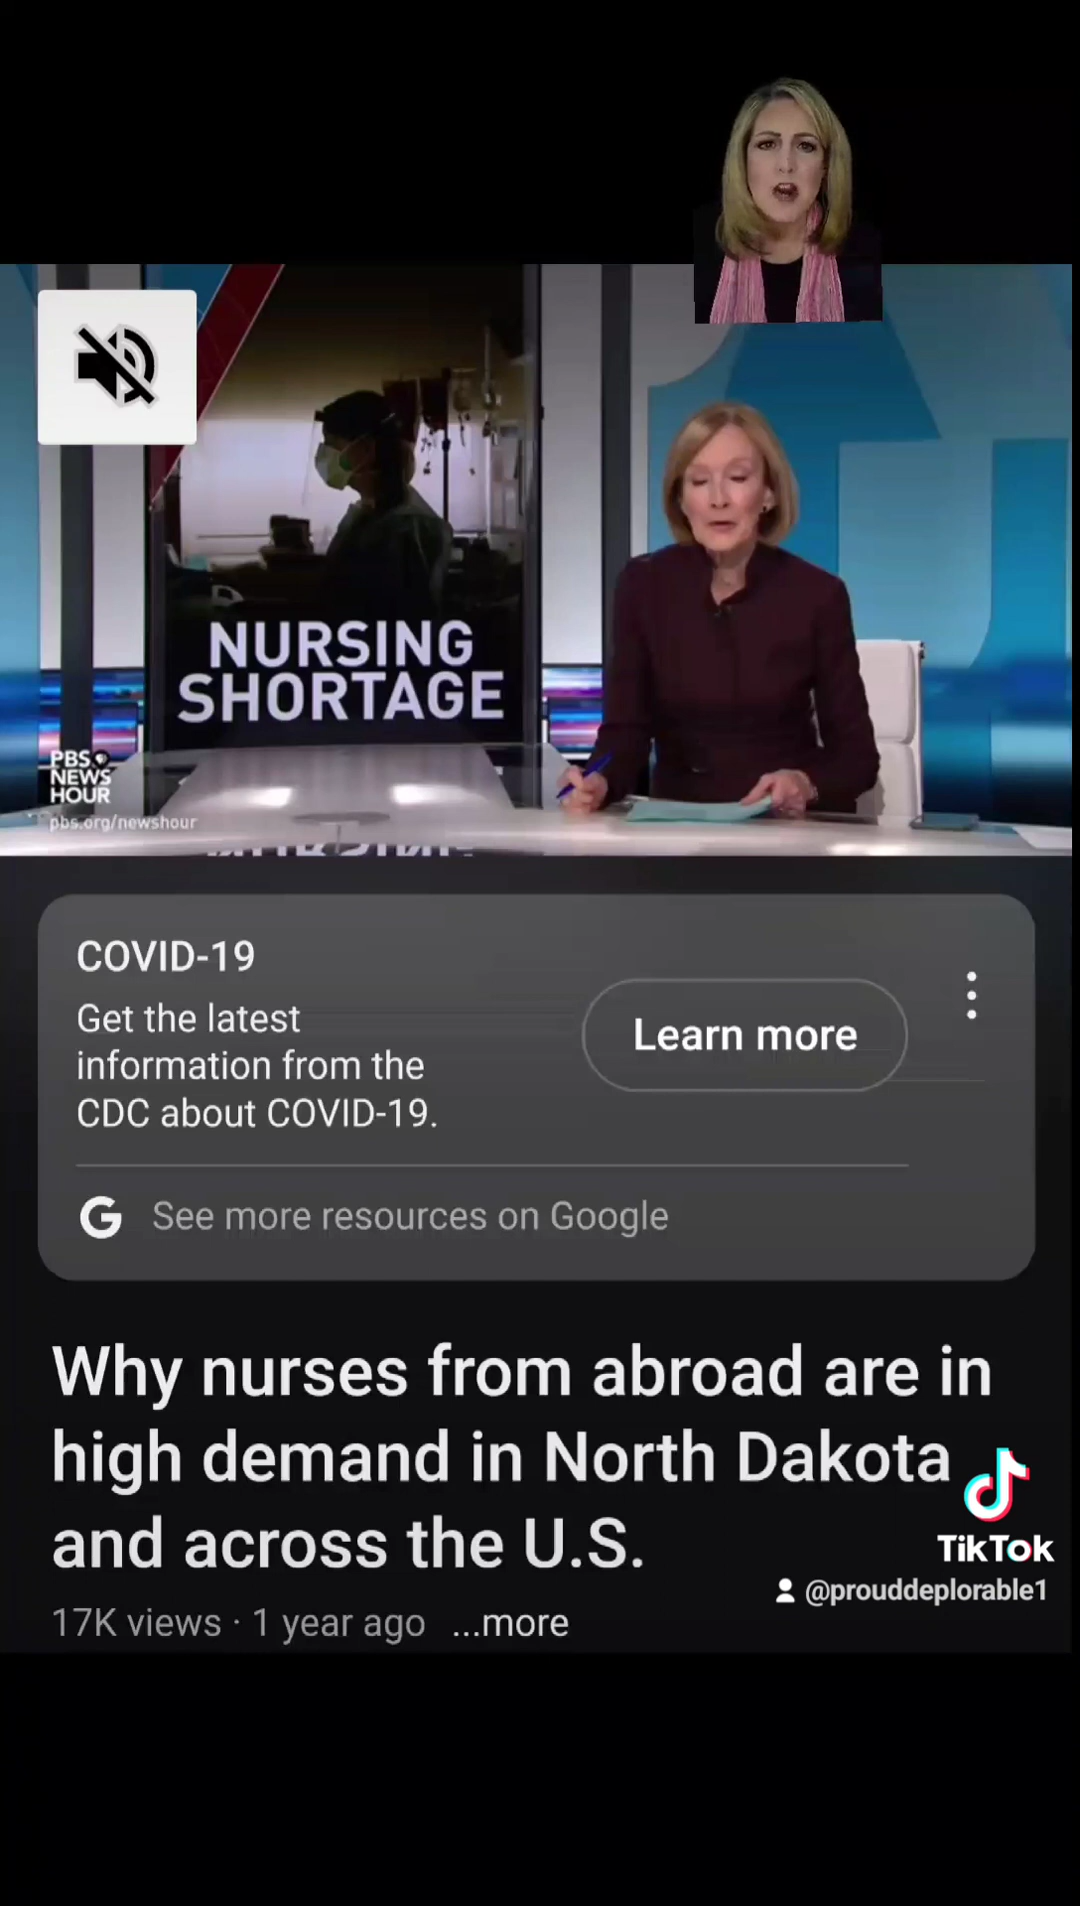 NURSING
SHORTAGE
PBS
NEWS
HOUR
pbs.org/newshour
COVID-19
Get the latest
information from the
CDC about COVID-19.
Learn more
G See more resources on Google
Why nurses from abroad are in
high demand in North Dakota
and across the U.S.
17K views · 1 year ago ...more
TikTok
@prouddeplorable1